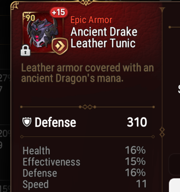 90
+15
Epic Armor
Ancient Drake
Leather Tunic
Leather armor covered with an
ancient Dragon's mana.
Defense 310
Health 16%
Effectiveness 15%
Defense 16%
Speed 11